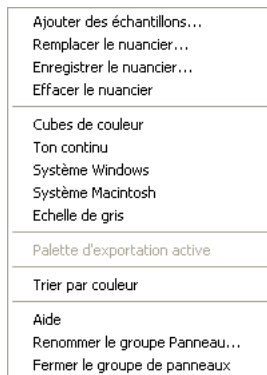 Ajouter des échantillons...
Remplacer le nuancier...
Enregistrer le nuancier...
Effacer le nuancier
Cubes de couleur
Ton continu
Système Windows
Système Macintosh
Echelle de gris
Palette d'exportation active
Trier par couleur
Aide
Renommer le groupe Panneau...
Fermer le groupe de panneaux